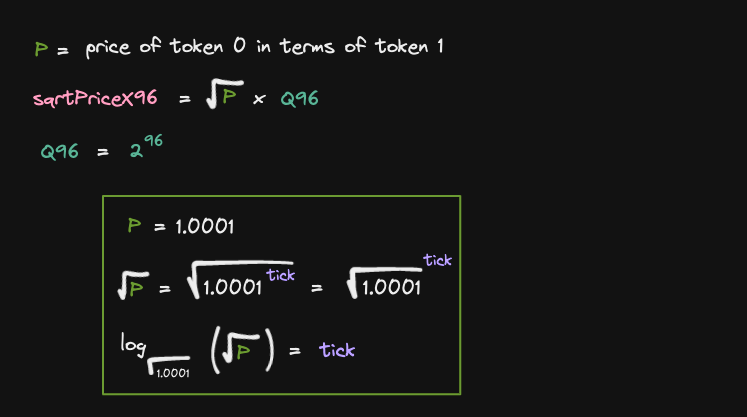 P = price of token 0 in terms of token 1
sqrtPriceX96 = √P × Q96
Q96 = 2^96
P = 1.0001
√P = √(1.0001^tick) = √1.0001^tick
log_√1.0001 (√P) = tick